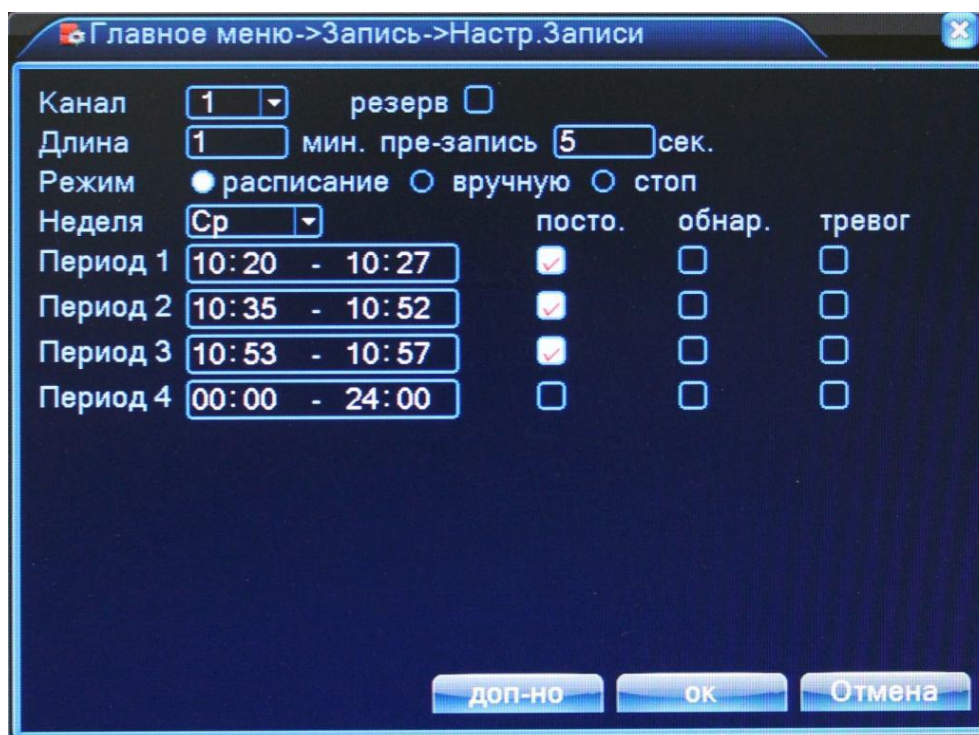 Главное меню->Запись->Настр.Записи
Канал 1 резерв
Длина 1 мин. пре-запись 5 сек.
Режим расписание вручную стоп
Неделя Ср посто. обнар. тревог
Период 1 10:20 - 10:27
Период 2 10:35 - 10:52
Период 3 10:53 - 10:57
Период 4 00:00 - 24:00
доп-но ок Отмена